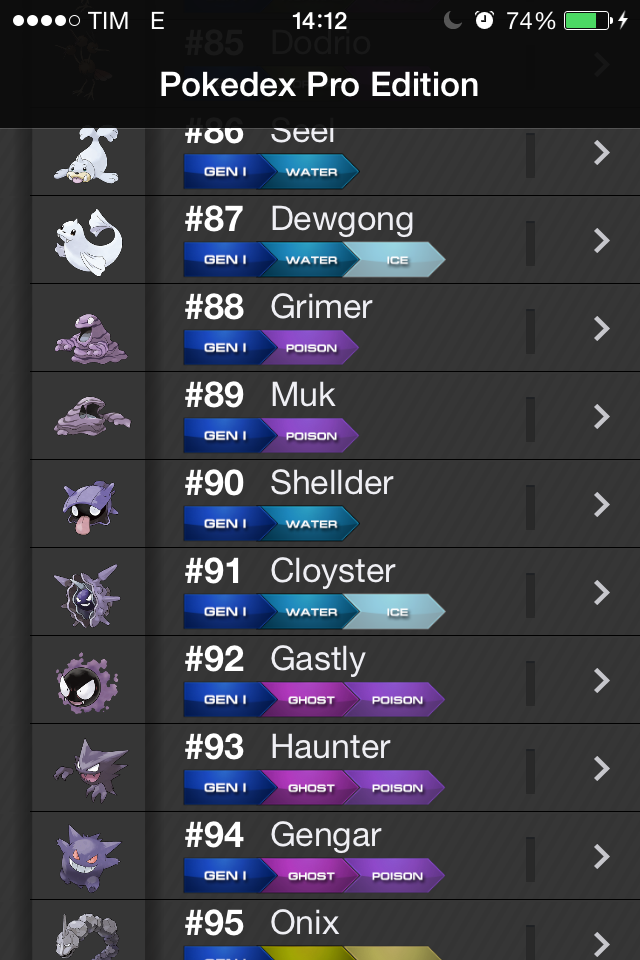 TIM E 14:12 74%
#85 Dodrio
Pokedex Pro Edition
#86 Seel
GEN I WATER
#87 Dewgong
GEN I WATER ICE
#88 Grimer
GEN I POISON
#89 Muk
GEN I POISON
#90 Shellder
GEN I WATER
#91 Cloyster
GEN I WATER ICE
#92 Gastly
GEN I GHOST POISON
#93 Haunter
GEN I GHOST POISON
#94 Gengar
GEN I GHOST POISON
#95 Onix